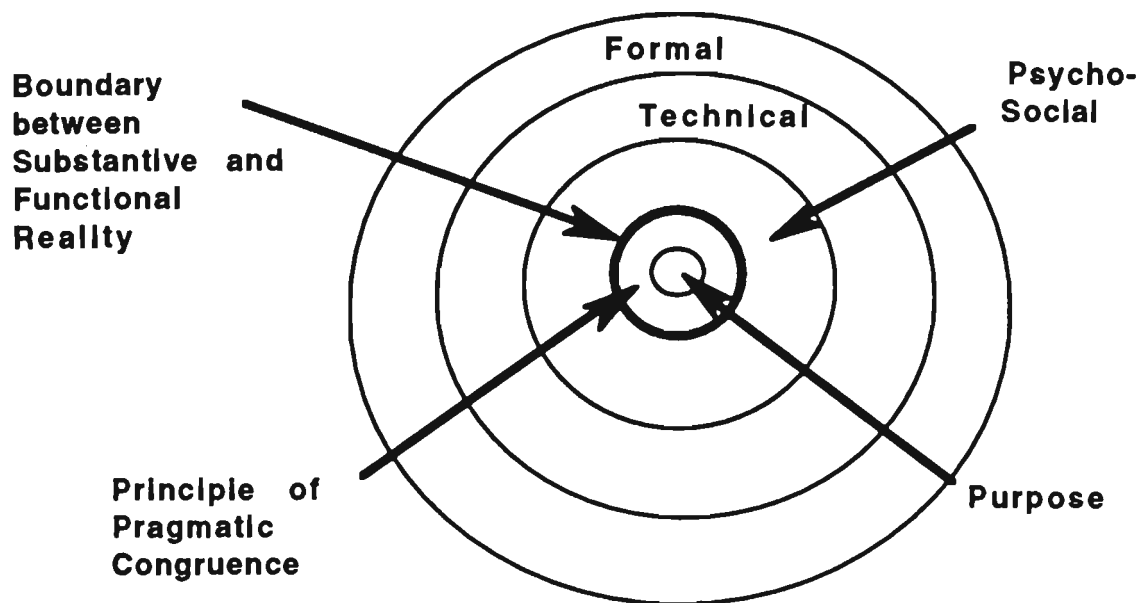 Formal
Technical
Psycho-
Social
Boundary
between
Substantive and
Functional
Reality
Principle of
Pragmatic
Congruence
Purpose